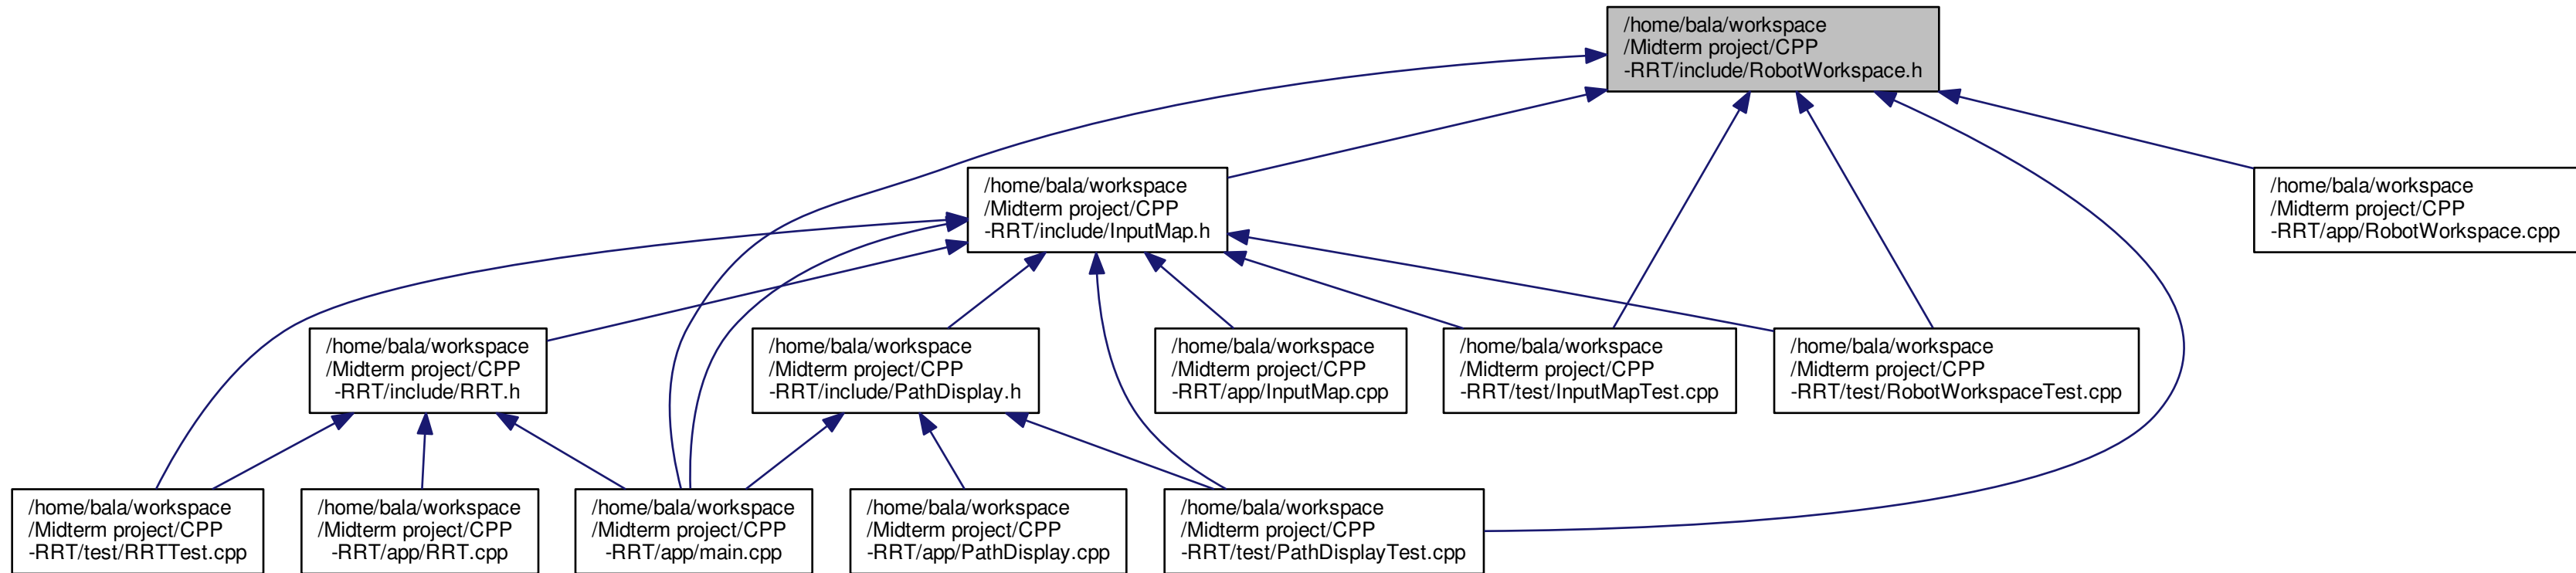 /home/bala/workspace
/Midterm project/CPP
-RRT/include/RobotWorkspace.h
/home/bala/workspace
/Midterm project/CPP
-RRT/include/InputMap.h
/home/bala/workspace
/Midterm project/CPP
-RRT/app/RobotWorkspace.cpp
/home/bala/workspace
/Midterm project/CPP
-RRT/include/RRT.h
/home/bala/workspace
/Midterm project/CPP
-RRT/include/PathDisplay.h
/home/bala/workspace
/Midterm project/CPP
-RRT/app/InputMap.cpp
/home/bala/workspace
/Midterm project/CPP
-RRT/test/InputMapTest.cpp
/home/bala/workspace
/Midterm project/CPP
-RRT/test/RobotWorkspaceTest.cpp
/home/bala/workspace
/Midterm project/CPP
-RRT/test/RRTTest.cpp
/home/bala/workspace
/Midterm project/CPP
-RRT/app/RRT.cpp
/home/bala/workspace
/Midterm project/CPP
-RRT/app/main.cpp
/home/bala/workspace
/Midterm project/CPP
-RRT/app/PathDisplay.cpp
/home/bala/workspace
/Midterm project/CPP
-RRT/test/PathDisplayTest.cpp